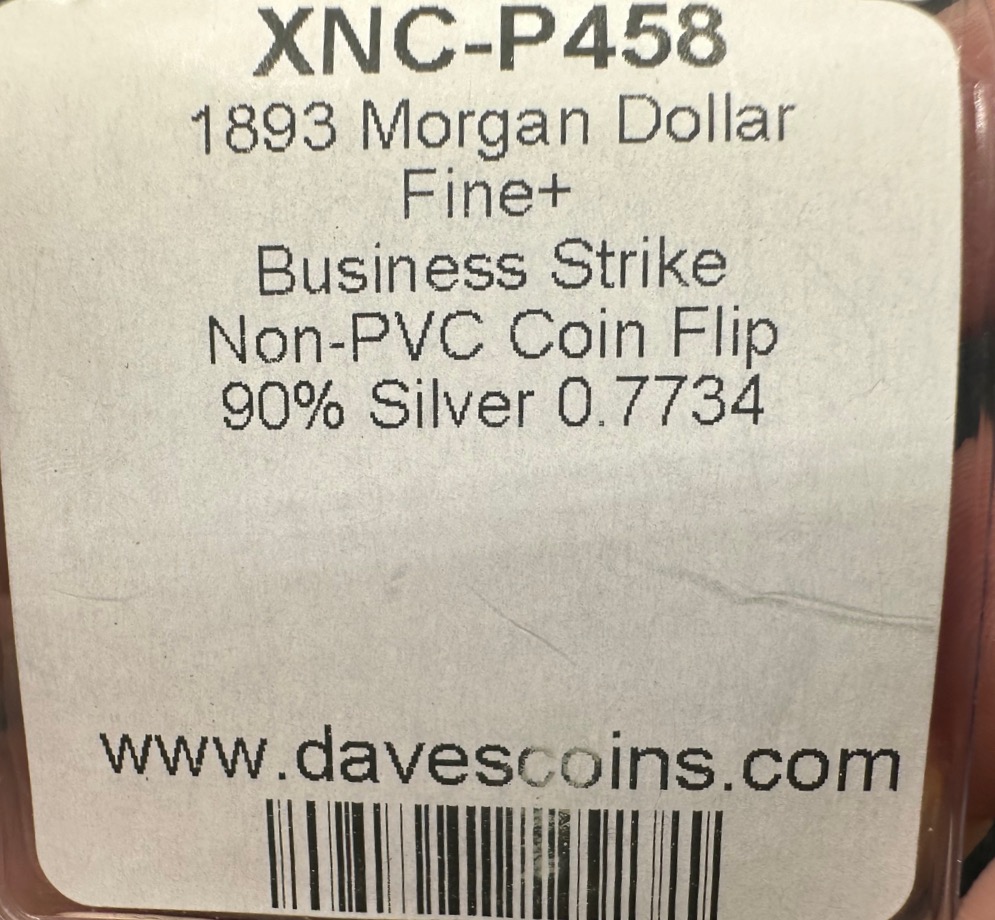 XNC-P458
1893 Morgan Dollar
Fine+
Business Strike
Non-PVC Coin Flip
90% Silver 0.7734
www.davescoins.com